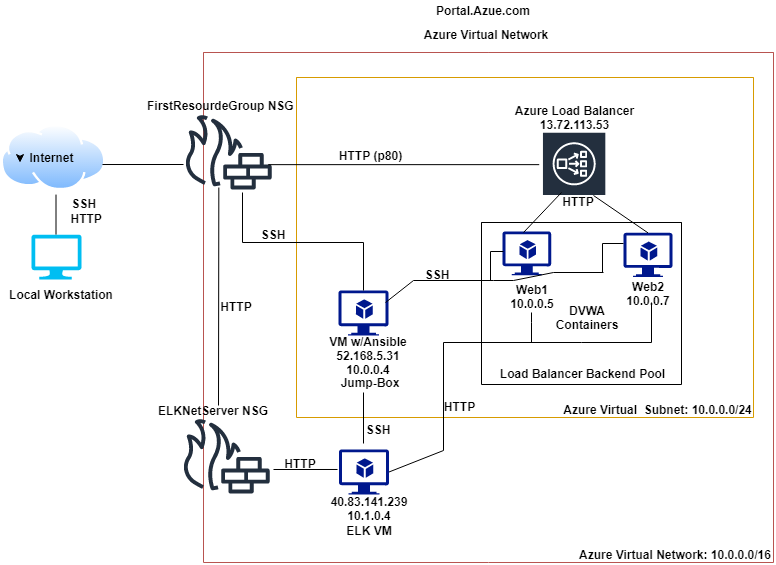 Portal.Azue.com
Azure Virtual Network
FirstResourdeGroup NSG
Azure Load Balancer
13.72.113.53
Internet
HTTP (p80)
SSH
HTTP
HTTP
SSH
Local Workstation
SSH
Web1
10.0.0.5
Web2
10.0.0.7
DVWA
Containers
HTTP
VM w/Ansible
52.168.5.31
10.0.0.4
Jump-Box
Load Balancer Backend Pool
ELKNetServer NSG
HTTP
Azure Virtual  Subnet: 10.0.0.0/24
SSH
HTTP
40.83.141.239
10.1.0.4
ELK VM
Azure Virtual Network: 10.0.0.0/16